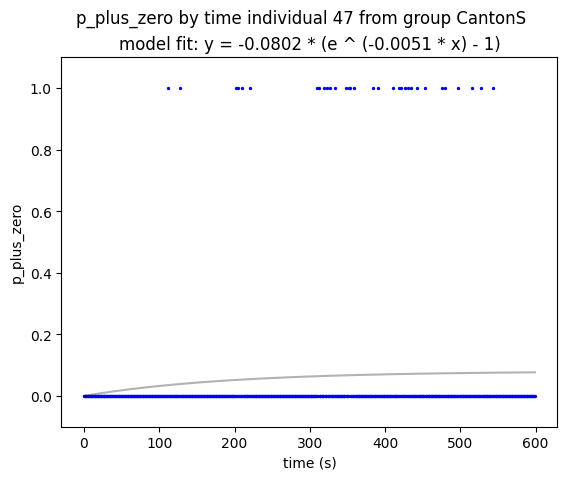 p_plus_zero by time individual 47 from group CantonS
model fit: y = -0.0802 * (e ^ (-0.0051 * x) - 1)
1.0
0.8
0.6
0.4
0.2
0.0
p_plus_zero
0 100 200 300 400 500 600
time (s)